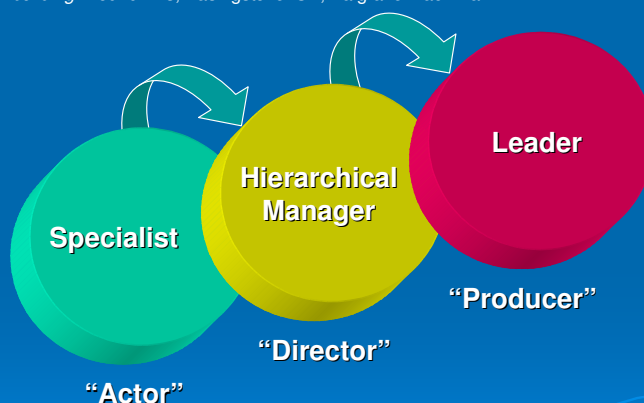 Leader
Hierarchical
Manager
Specialist
“Producer”
“Director”
“Actor”